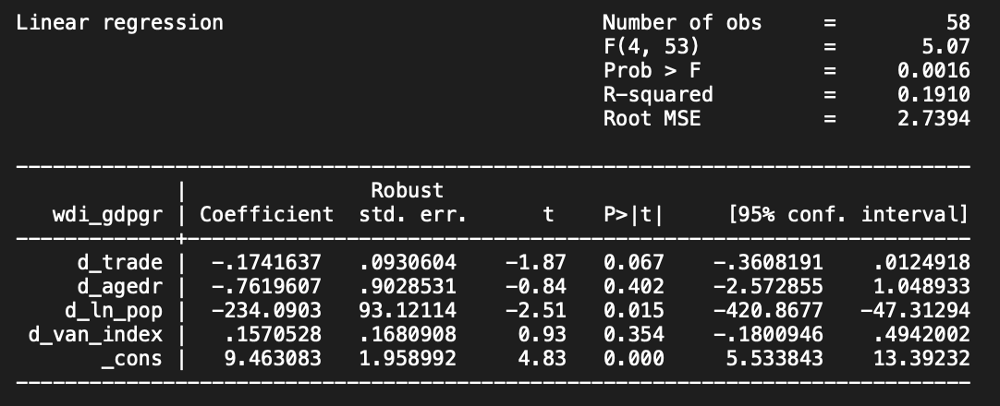 Linear regression                               Number of obs     =         58
                                                F(4, 53)          =       5.07
                                                Prob > F          =     0.0016
                                                R-squared         =     0.1910
                                                Root MSE          =     2.7394

------------------------------------------------------------------------------
             |               Robust
   wdi_gdpgr | Coefficient  std. err.      t    P>|t|     [95% conf. interval]
-------------+----------------------------------------------------------------
     d_trade |  -.1741637   .0930604    -1.87   0.067    -.3608191    .0124918
     d_agedr |  -.7619607   .9028531    -0.84   0.402    -2.572855    1.048933
    d_ln_pop |  -234.0903   93.12114    -2.51   0.015    -420.8677   -47.31294
 d_van_index |   .1570528   .1680908     0.93   0.354    -.1800946    .4942002
       _cons |   9.463083   1.958992     4.83   0.000     5.533843    13.39232
------------------------------------------------------------------------------